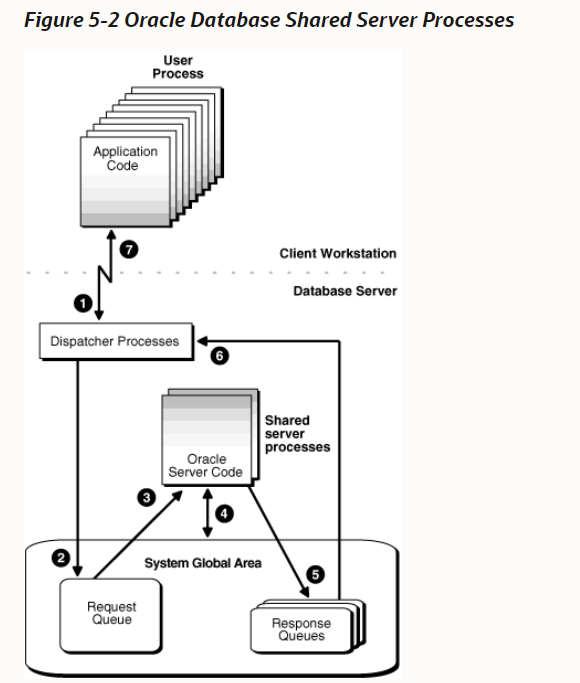 Figure 5-2 Oracle Database Shared Server Processes
User
Process
Application
Code
7
Client Workstation
Database Server
1
Dispatcher Processes
6
Shared
server
processes
Oracle
Server Code
3
4
2
System Global Area
5
Request
Queue
Response
Queues